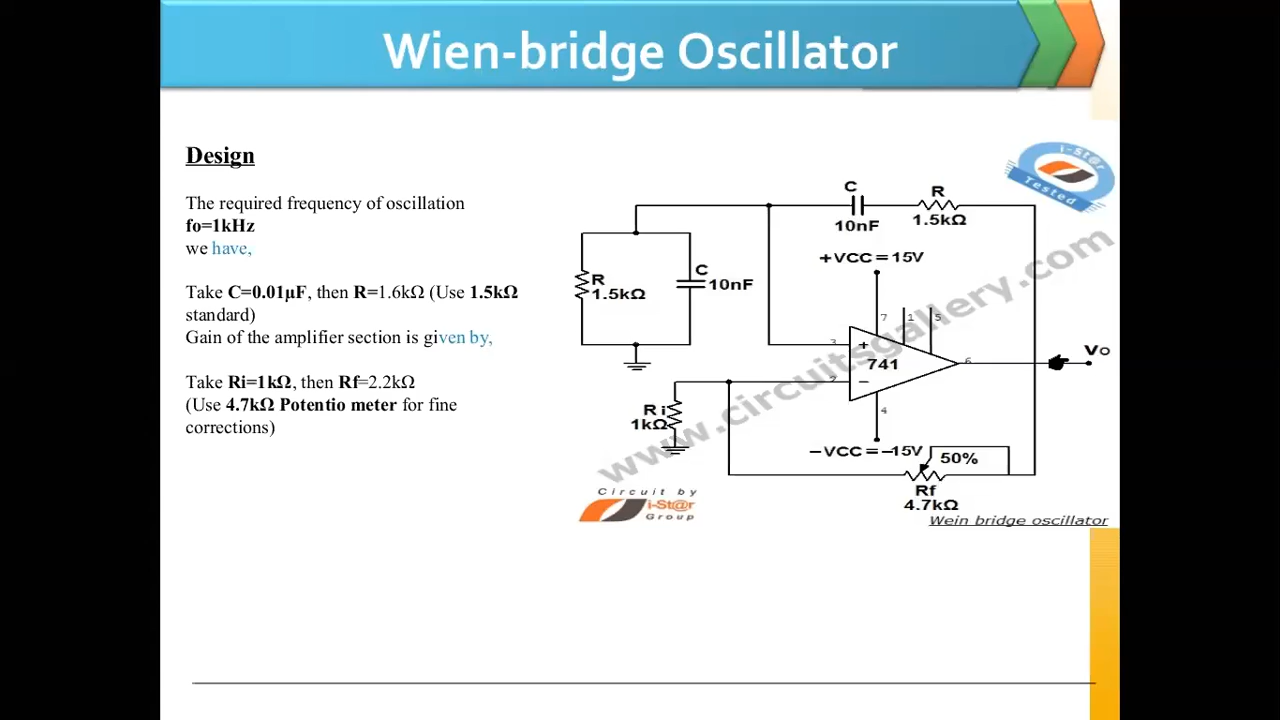 Wien-bridge Oscillator
Design
The required frequency of oscillation
fo=1kHz
we have,
Take C=0.01µF, then R=1.6kΩ (Use 1.5kΩ
standard)
Gain of the amplifier section is given by,
Take Ri=1kΩ, then Rf=2.2kΩ
(Use 4.7kΩ Potentio meter for fine
corrections)
i-St@r
Tested
C
10nF
R
1.5kΩ
+VCC=15V
R
1.5kΩ
C
10nF
7
1
5
3
+
741
6
Vo
2
−
4
Ri
1kΩ
−VCC=−15V
50%
Rf
4.7kΩ
www.circuitsgallery.com
Circuit by
i-St@r
Group
Wein bridge oscillator